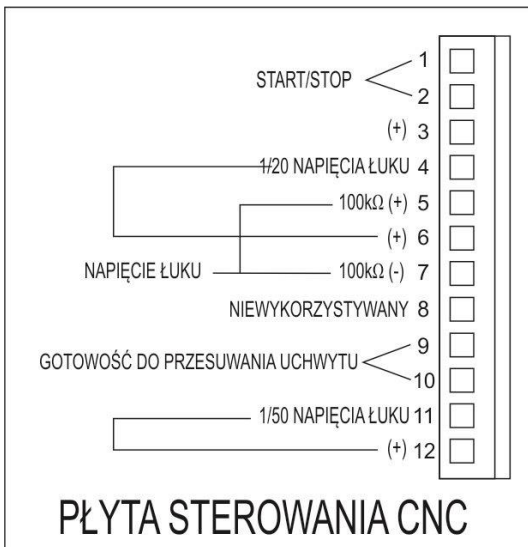 START/STOP
1
2
(+) 3
1/20 NAPIĘCIA ŁUKU 4
100kΩ (+) 5
(+) 6
NAPIĘCIE ŁUKU
100kΩ (-) 7
NIEWYKORZYSTYWANY 8
9
GOTOWOŚĆ DO PRZESUWANIA UCHWYTU
10
1/50 NAPIĘCIA ŁUKU 11
(+) 12
PŁYTA STEROWANIA CNC